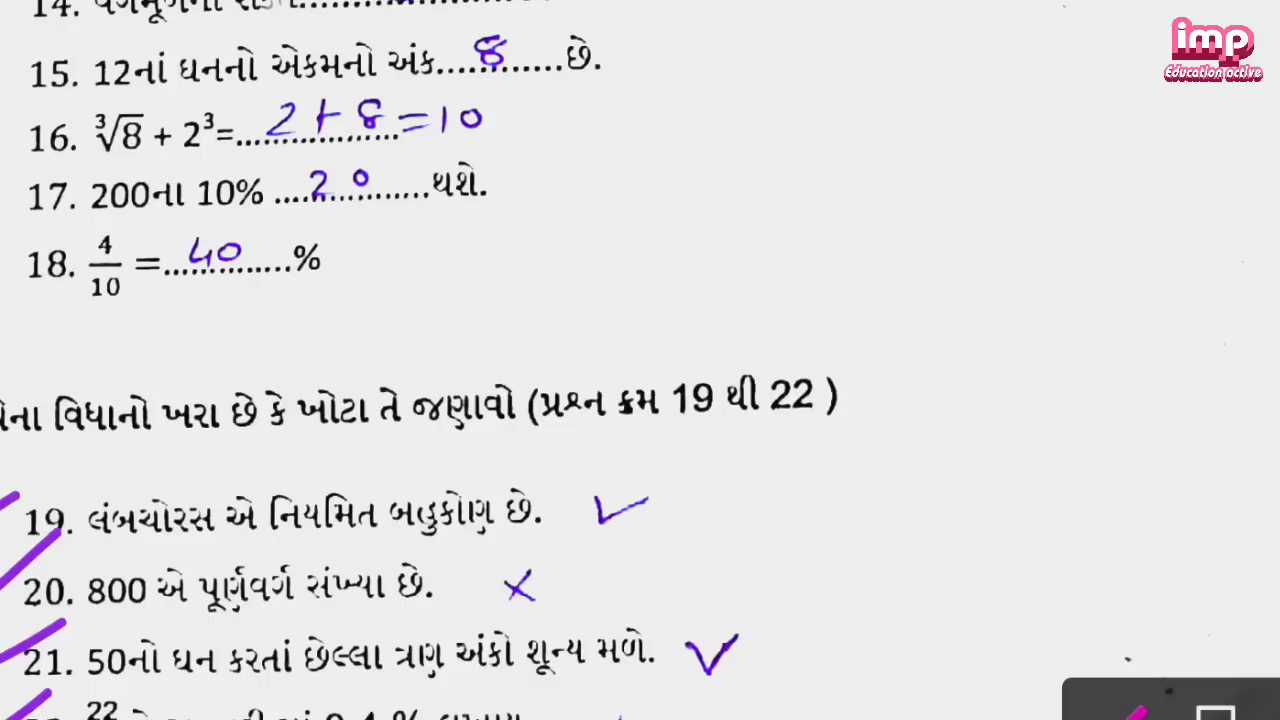 imp
Education active
14.
15. 12નાં ઘનનો એકમનો અંક....8........છે.
16. ∛8 + 2³=...2+8...=10
17. 200ના 10% ....20..........થશે.
18. 4/10 =...40...........%
વિધાનો ખરા છે કે ખોટા તે જણાવો (પ્રશ્ન ક્રમ 19 થી 22 )
19. લંબચોરસ એ નિયમિત બહુકોણ છે. ✓
20. 800 એ પૂર્ણવર્ગ સંખ્યા છે. ✗
21. 50નો ઘન કરતાં છેલ્લા ત્રણ અંકો શૂન્ય મળે. ✓
22